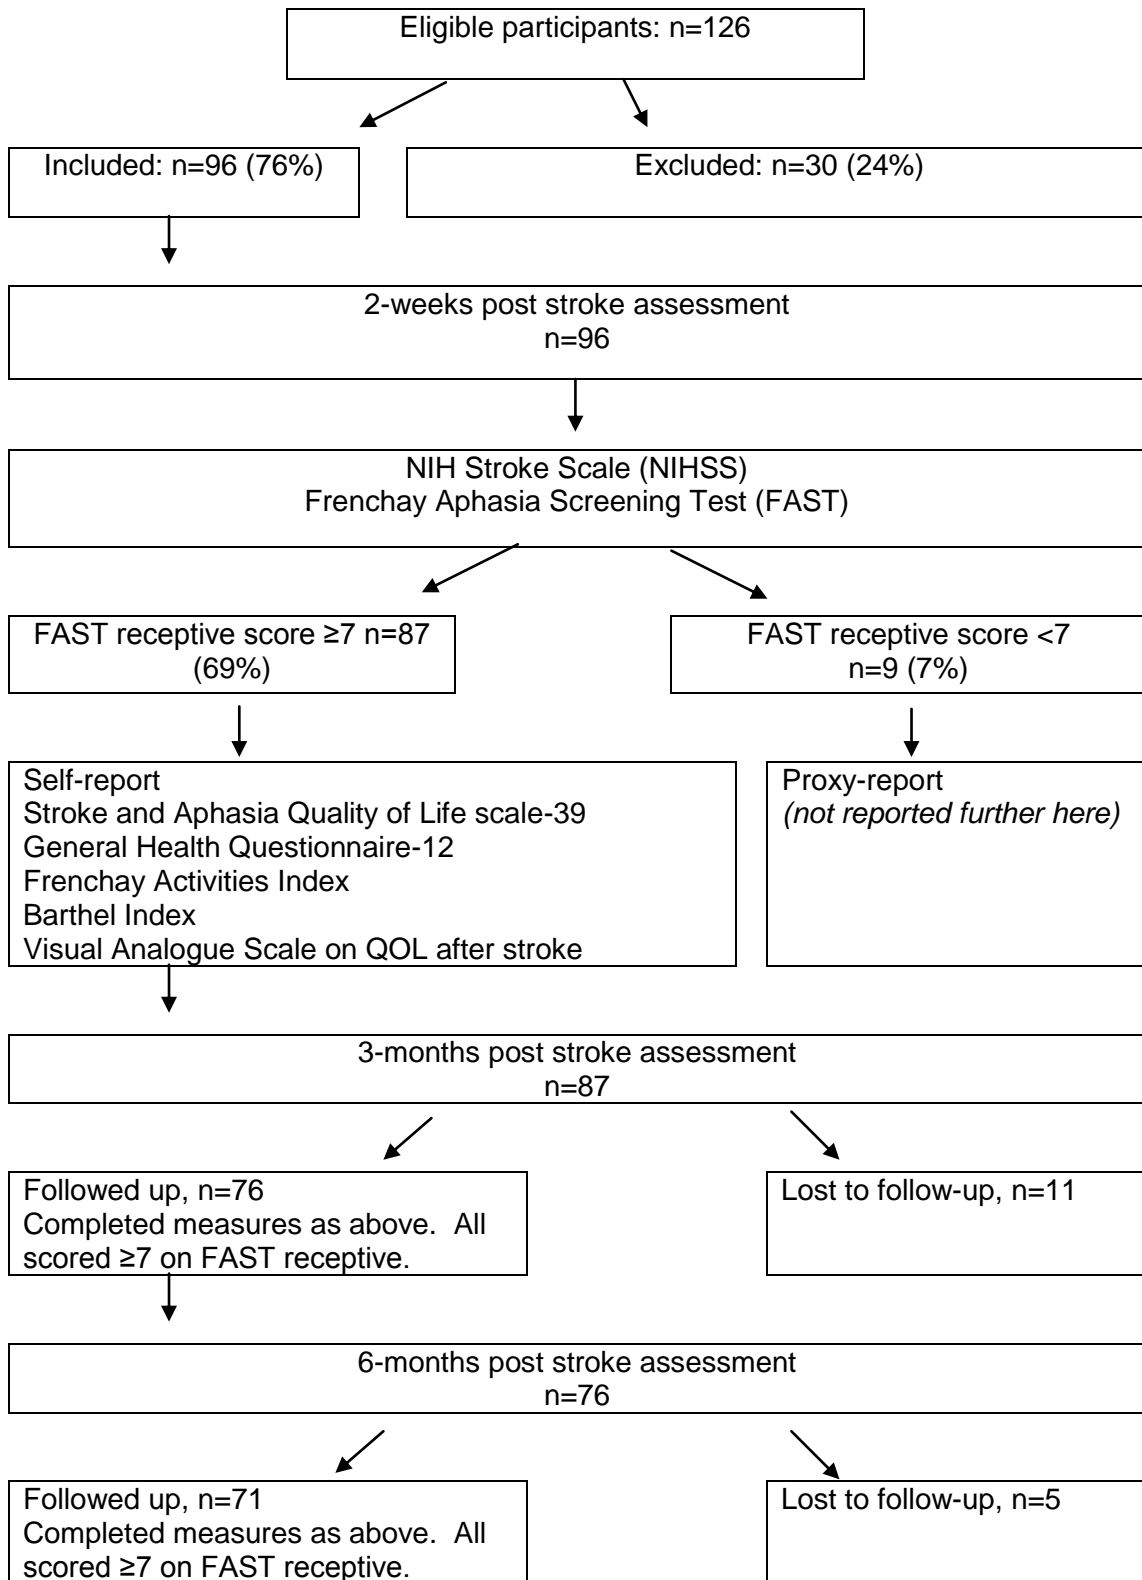 Eligible participants: n=126
Included: n=96 (76%)
Excluded: n=30 (24%)
2-weeks post stroke assessment
n=96
NIH Stroke Scale (NIHSS)
Frenchay Aphasia Screening Test (FAST)
FAST receptive score ≥7 n=87
(69%)
FAST receptive score <7
n=9 (7%)
Self-report
Stroke and Aphasia Quality of Life scale-39
General Health Questionnaire-12
Frenchay Activities Index
Barthel Index
Visual Analogue Scale on QOL after stroke
Proxy-report
(not reported further here)
3-months post stroke assessment
n=87
Followed up, n=76
Completed measures as above.  All
scored ≥7 on FAST receptive.
Lost to follow-up, n=11
6-months post stroke assessment
n=76
Followed up, n=71
Completed measures as above.  All
scored ≥7 on FAST receptive.
Lost to follow-up, n=5